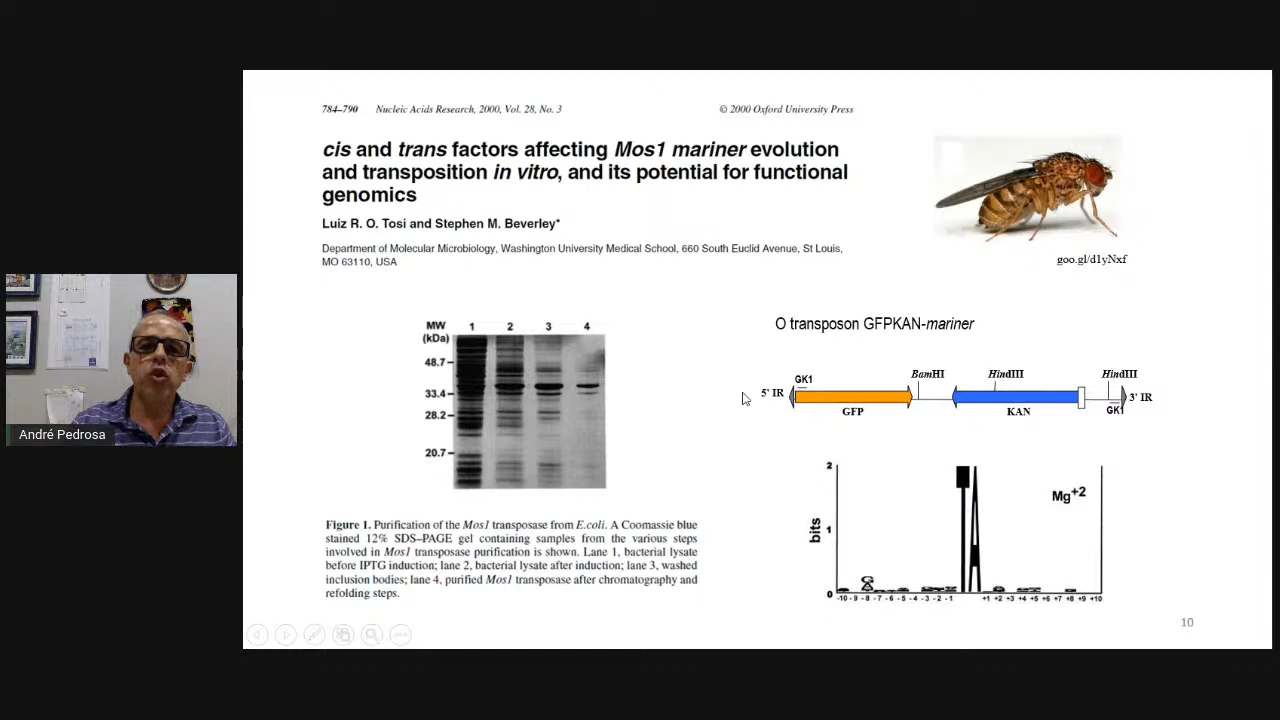 784–790 Nucleic Acids Research, 2000, Vol. 28, No. 3
© 2000 Oxford University Press
cis and trans factors affecting Mos1 mariner evolution
and transposition in vitro, and its potential for functional
genomics
Luiz R. O. Tosi and Stephen M. Beverley*
Department of Molecular Microbiology, Washington University Medical School, 660 South Euclid Avenue, St Louis,
MO 63110, USA
goo.gl/d1yNxf
MW 1 2 3 4
(kDa)
48.7
33.4
28.2
20.7
Figure 1. Purification of the Mos1 transposase from E.coli. A Coomassie blue
stained 12% SDS–PAGE gel containing samples from the various steps
involved in Mos1 transposase purification is shown. Lane 1, bacterial lysate
before IPTG induction; lane 2, bacterial lysate after induction; lane 3, washed
inclusion bodies; lane 4, purified Mos1 transposase after chromatography and
refolding steps.
O transposon GFPKAN-mariner
GK1 BamHI HindIII HindIII
5' IR 3' IR
GFP KAN GK1
2
Mg+2
bits
1
T A
G
A
0
-10 -9 -8 -7 -6 -5 -4 -3 -2 -1 +1 +2 +3 +4 +5 +6 +7 +8 +9 +10
10
André Pedrosa